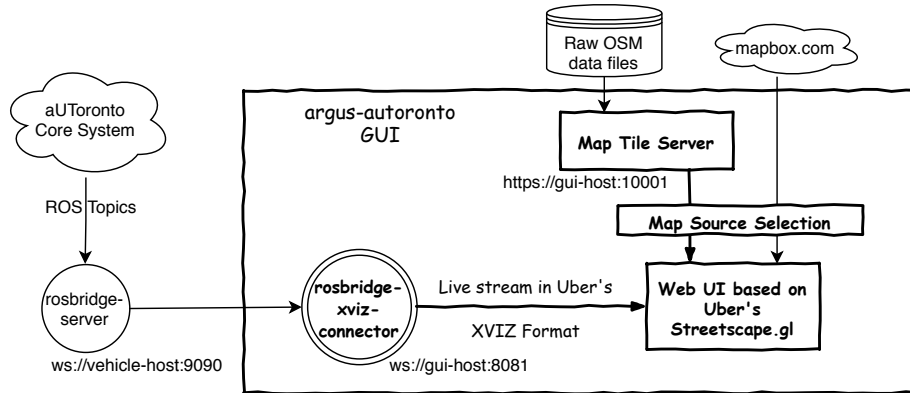 Raw OSM
data files
mapbox.com
aUToronto
Core System
argus-autoronto
GUI
Map Tile Server
https://gui-host:10001
ROS Topics
Map Source Selection
rosbridge-
server
rosbridge-
xviz-
connector
Live stream in Uber's
XVIZ Format
Web UI based on
Uber's
Streetscape.gl
ws://vehicle-host:9090
ws://gui-host:8081